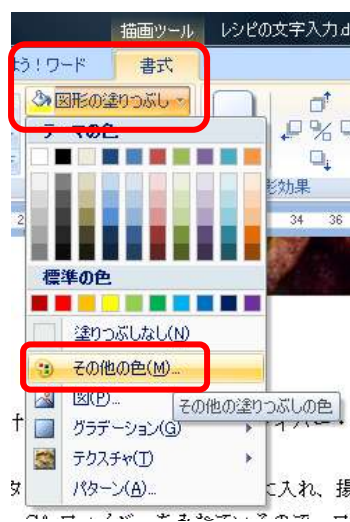 描画ツール レシピの文字入力.d
う!ワード 書式
図形の塗りつぶし
テーマの色
影効果
34 36
標準の色
塗りつぶしなし(N)
その他の色(M)...
図(P)...
その他の塗りつぶしの色
グラデーション(G)
テクスチャ(T)
パターン(A)...
に入れ、揚